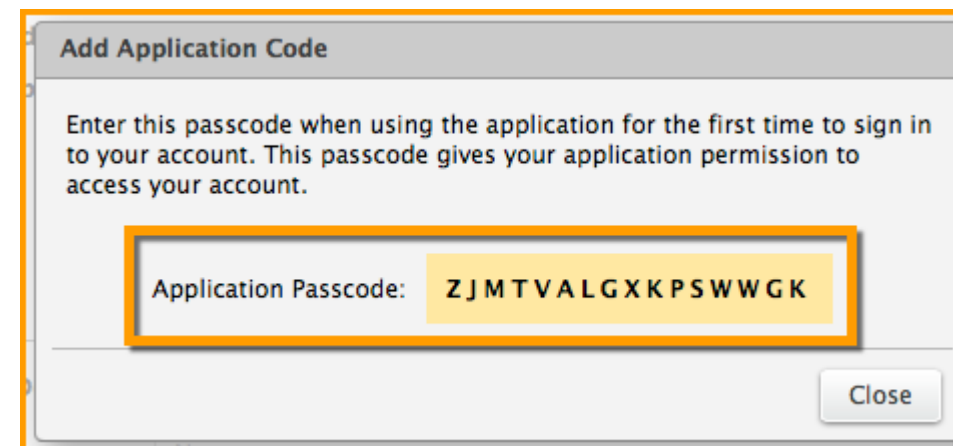 Add Application Code
Enter this passcode when using the application for the first time to sign in
to your account. This passcode gives your application permission to
access your account.
Application Passcode: ZJMTVALGXKPSWWGK
Close